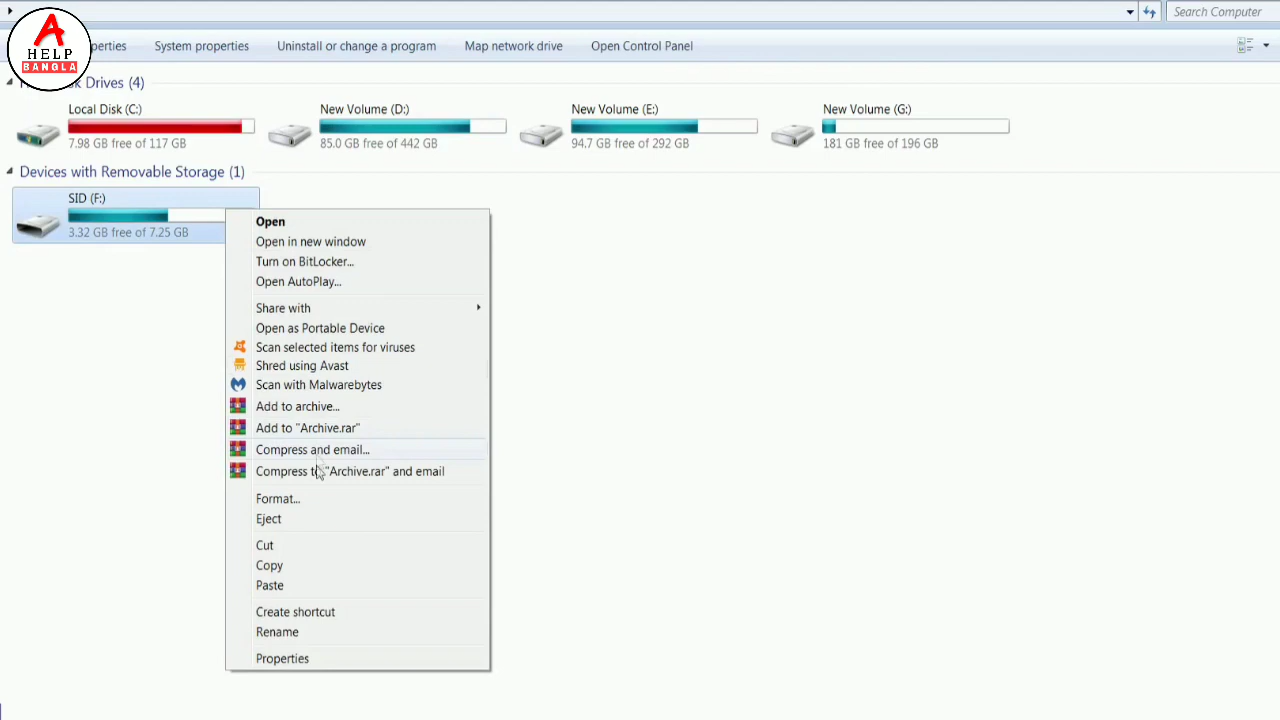 Search Computer
A
HELP
BANGLA
perties
System properties
Uninstall or change a program
Map network drive
Open Control Panel
k Drives (4)
Local Disk (C:)
7.98 GB free of 117 GB
New Volume (D:)
85.0 GB free of 442 GB
New Volume (E:)
94.7 GB free of 292 GB
New Volume (G:)
181 GB free of 196 GB
Devices with Removable Storage (1)
SID (F:)
3.32 GB free of 7.25 GB
Open
Open in new window
Turn on BitLocker...
Open AutoPlay...
Share with
Open as Portable Device
Scan selected items for viruses
Shred using Avast
Scan with Malwarebytes
Add to archive...
Add to "Archive.rar"
Compress and email...
Compress to "Archive.rar" and email
Format...
Eject
Cut
Copy
Paste
Create shortcut
Rename
Properties